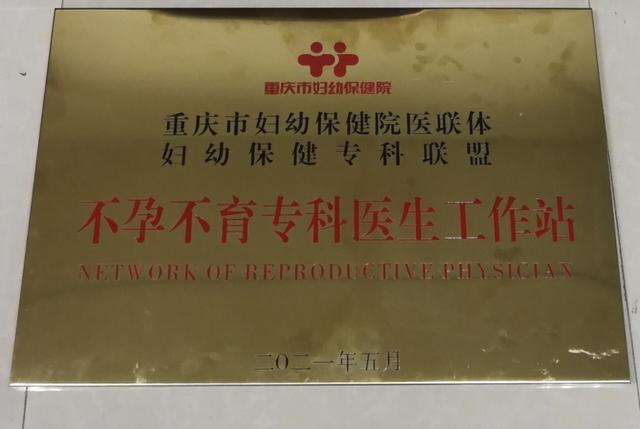 重庆市妇幼保健院
重庆市妇幼保健院医联体
妇幼保健专科联盟
不孕不育专科医生工作站
NETWORK OF REPRODUCTIVE PHYSICIAN
二〇二一年五月